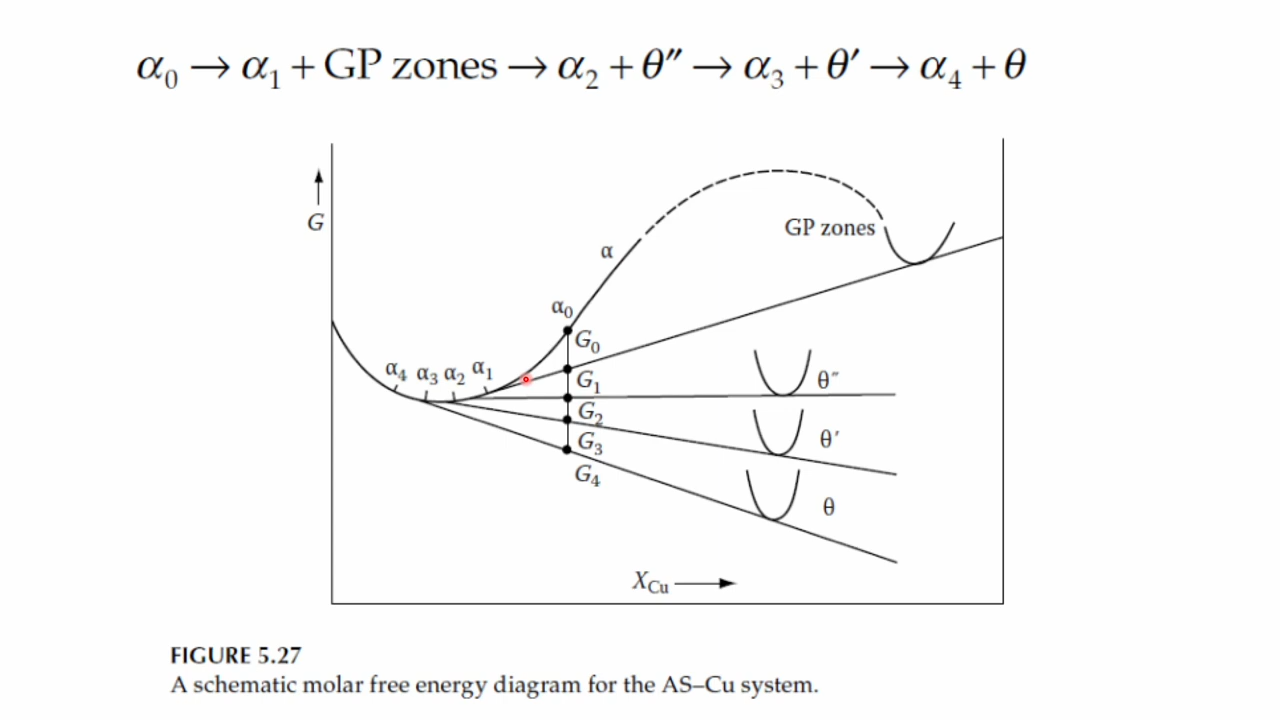 α₀ → α₁ + GP zones → α₂ + θ″ → α₃ + θ′ → α₄ + θ
G
GP zones
α
α₀
G₀
α₄ α₃ α₂ α₁
G₁
θ″
G₂
θ′
G₃
G₄
θ
X_Cu
FIGURE 5.27
A schematic molar free energy diagram for the AS–Cu system.